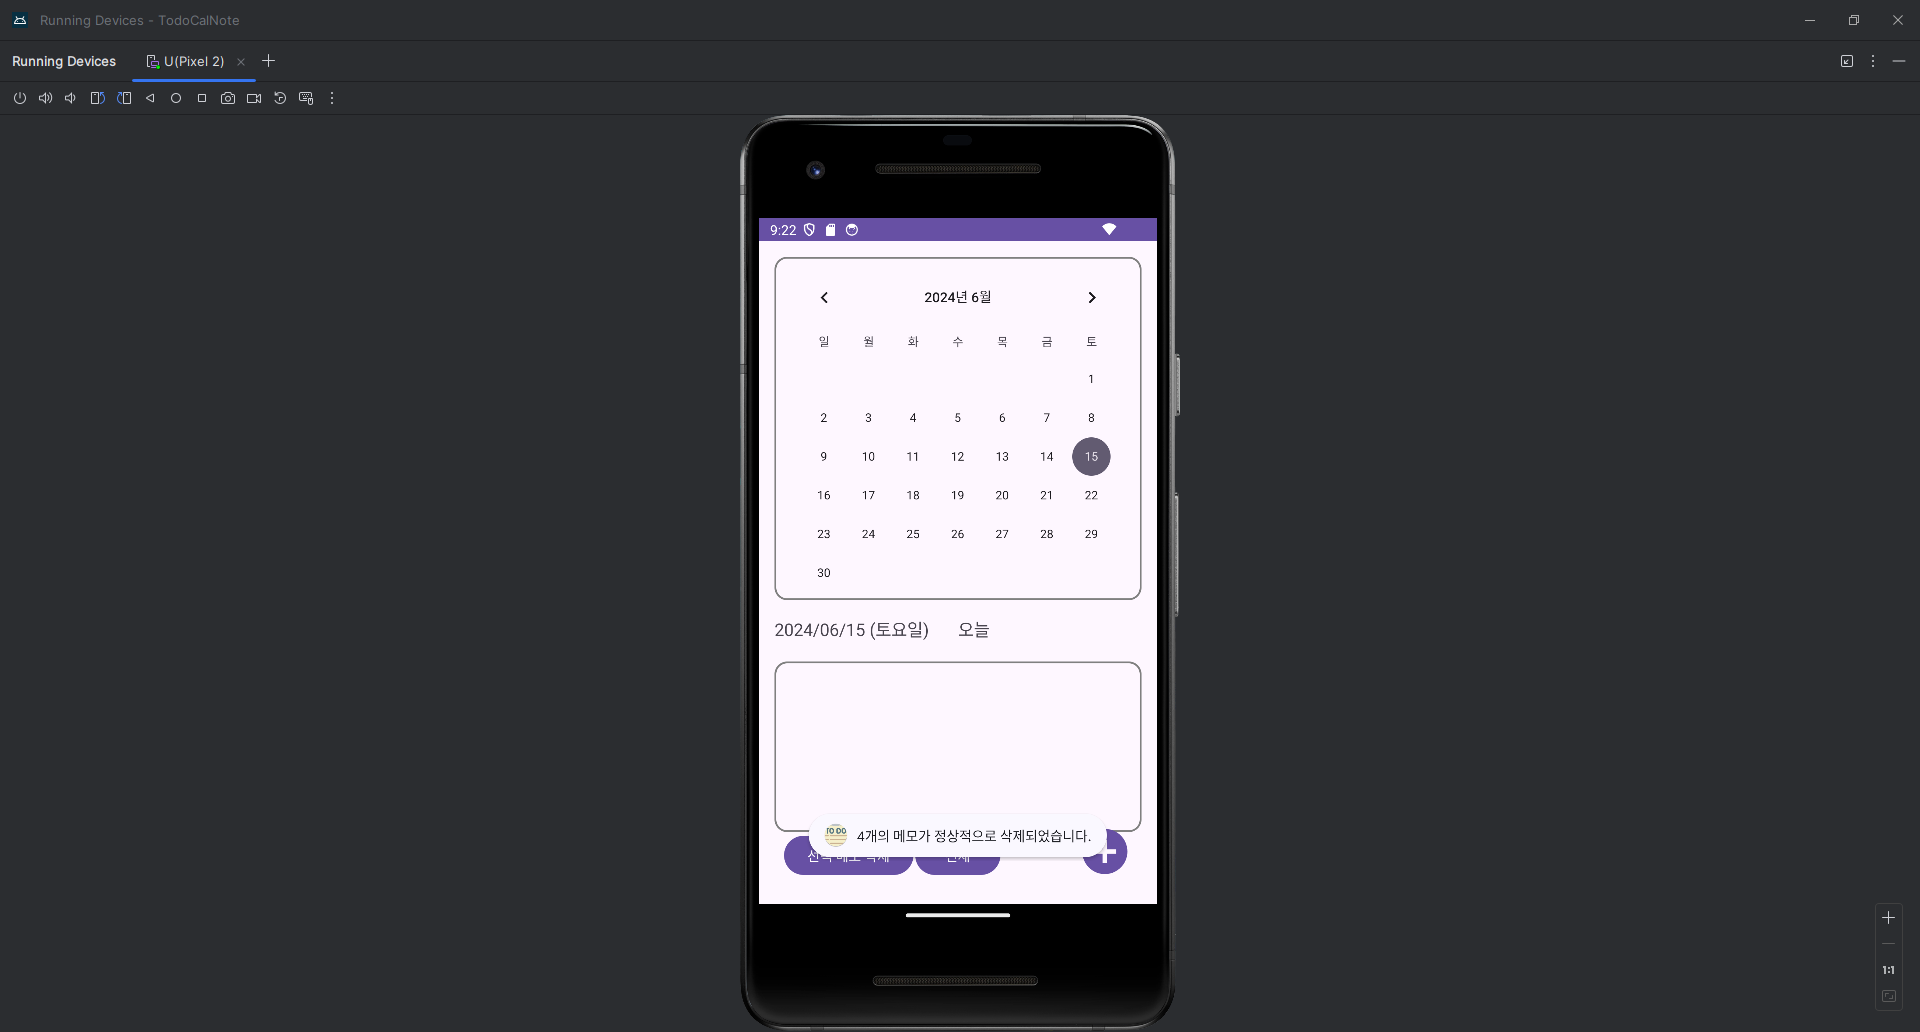 Running Devices - TodoCalNote
Running Devices U(Pixel 2)
9:22
2024년 6월
일 월 화 수 목 금 토
1
2 3 4 5 6 7 8
9 10 11 12 13 14 15
16 17 18 19 20 21 22
23 24 25 26 27 28 29
30
2024/06/15 (토요일) 오늘
TO DO
4개의 메모가 정상적으로 삭제되었습니다.
1:1